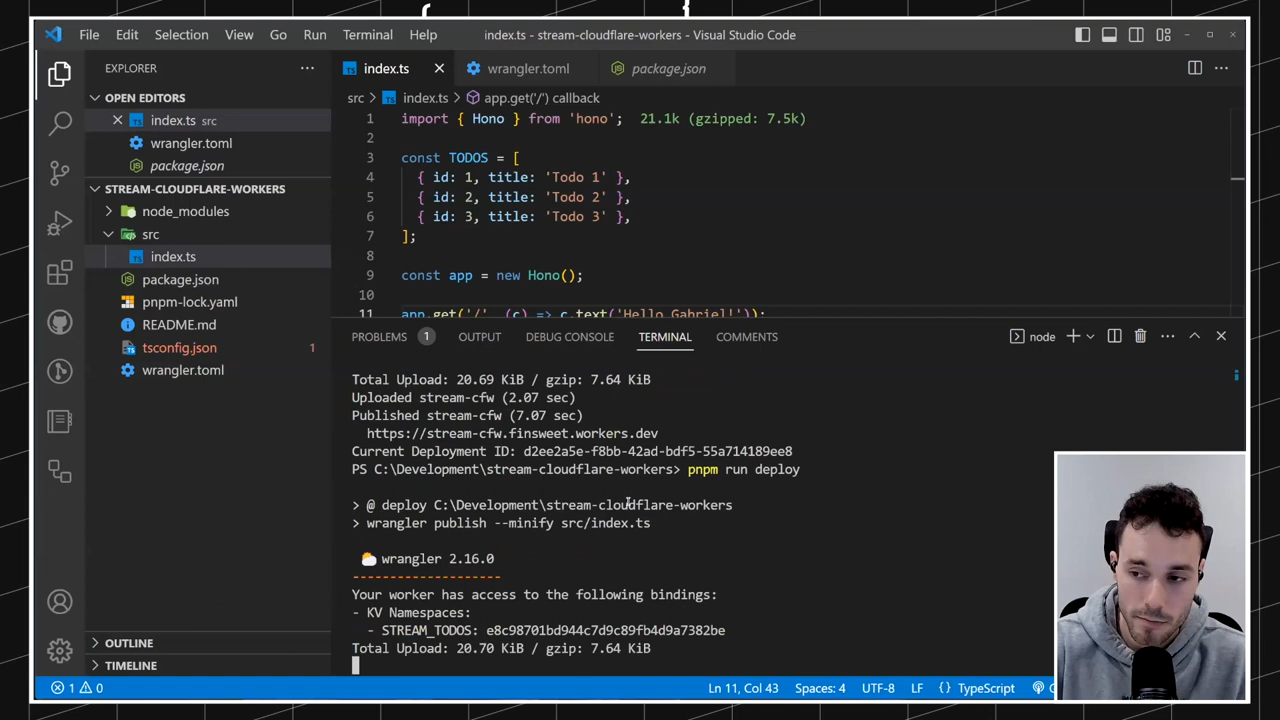 File Edit Selection View Go Run Terminal Help index.ts - stream-cloudflare-workers - Visual Studio Code
EXPLORER
index.ts wrangler.toml package.json
OPEN EDITORS
src > index.ts > app.get('/') callback
index.ts src
wrangler.toml
package.json
STREAM-CLOUDFLARE-WORKERS
node_modules
src
index.ts
package.json
pnpm-lock.yaml
README.md
tsconfig.json 1
wrangler.toml
OUTLINE
TIMELINE
1 import { Hono } from 'hono'; 21.1k (gzipped: 7.5k)
2
3 const TODOS = [
4 { id: 1, title: 'Todo 1' },
5 { id: 2, title: 'Todo 2' },
6 { id: 3, title: 'Todo 3' },
7 ];
8
9 const app = new Hono();
10
11 app.get('/', (c) => c.text('Hello Gabriel!'));
PROBLEMS 1 OUTPUT DEBUG CONSOLE TERMINAL COMMENTS node
Total Upload: 20.69 KiB / gzip: 7.64 KiB
Uploaded stream-cfw (2.07 sec)
Published stream-cfw (7.07 sec)
https://stream-cfw.finsweet.workers.dev
Current Deployment ID: d2ee2a5e-f8bb-42ad-bdf5-55a714189ee8
PS C:\Development\stream-cloudflare-workers> pnpm run deploy
> @ deploy C:\Development\stream-cloudflare-workers
> wrangler publish --minify src/index.ts
wrangler 2.16.0
--------------------
Your worker has access to the following bindings:
- KV Namespaces:
- STREAM_TODOS: e8c98701bd944c7d9c89fb4d9a7382be
Total Upload: 20.70 KiB / gzip: 7.64 KiB
1 0 Ln 11, Col 43 Spaces: 4 UTF-8 LF {} TypeScript